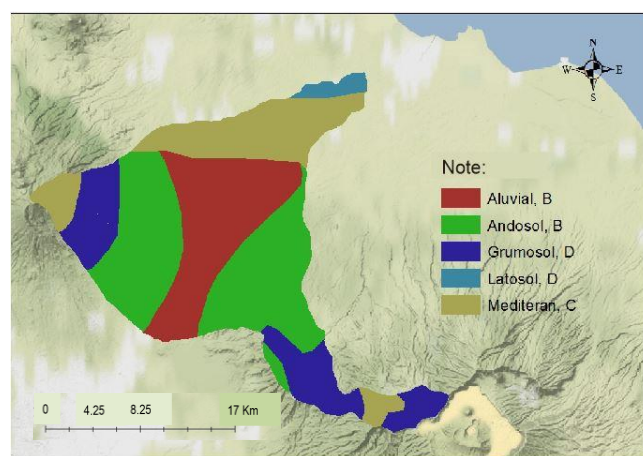 N
W E
S
Note:
Aluvial, B
Andosol, B
Grumosol, D
Latosol, D
Mediteran, C
0 4.25 8.25 17 Km